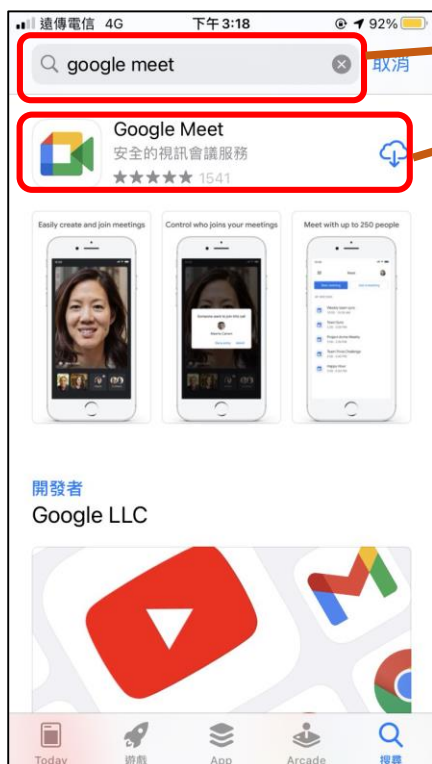 遠傳電信 4G 下午3:18 92%
google meet 取消
Google Meet
安全的視訊會議服務
★★★★★ 1541
Easily create and join meetings
Control who joins your meetings
Meet with up to 250 people
開發者
Google LLC
Today 遊戲 App Arcade 搜尋